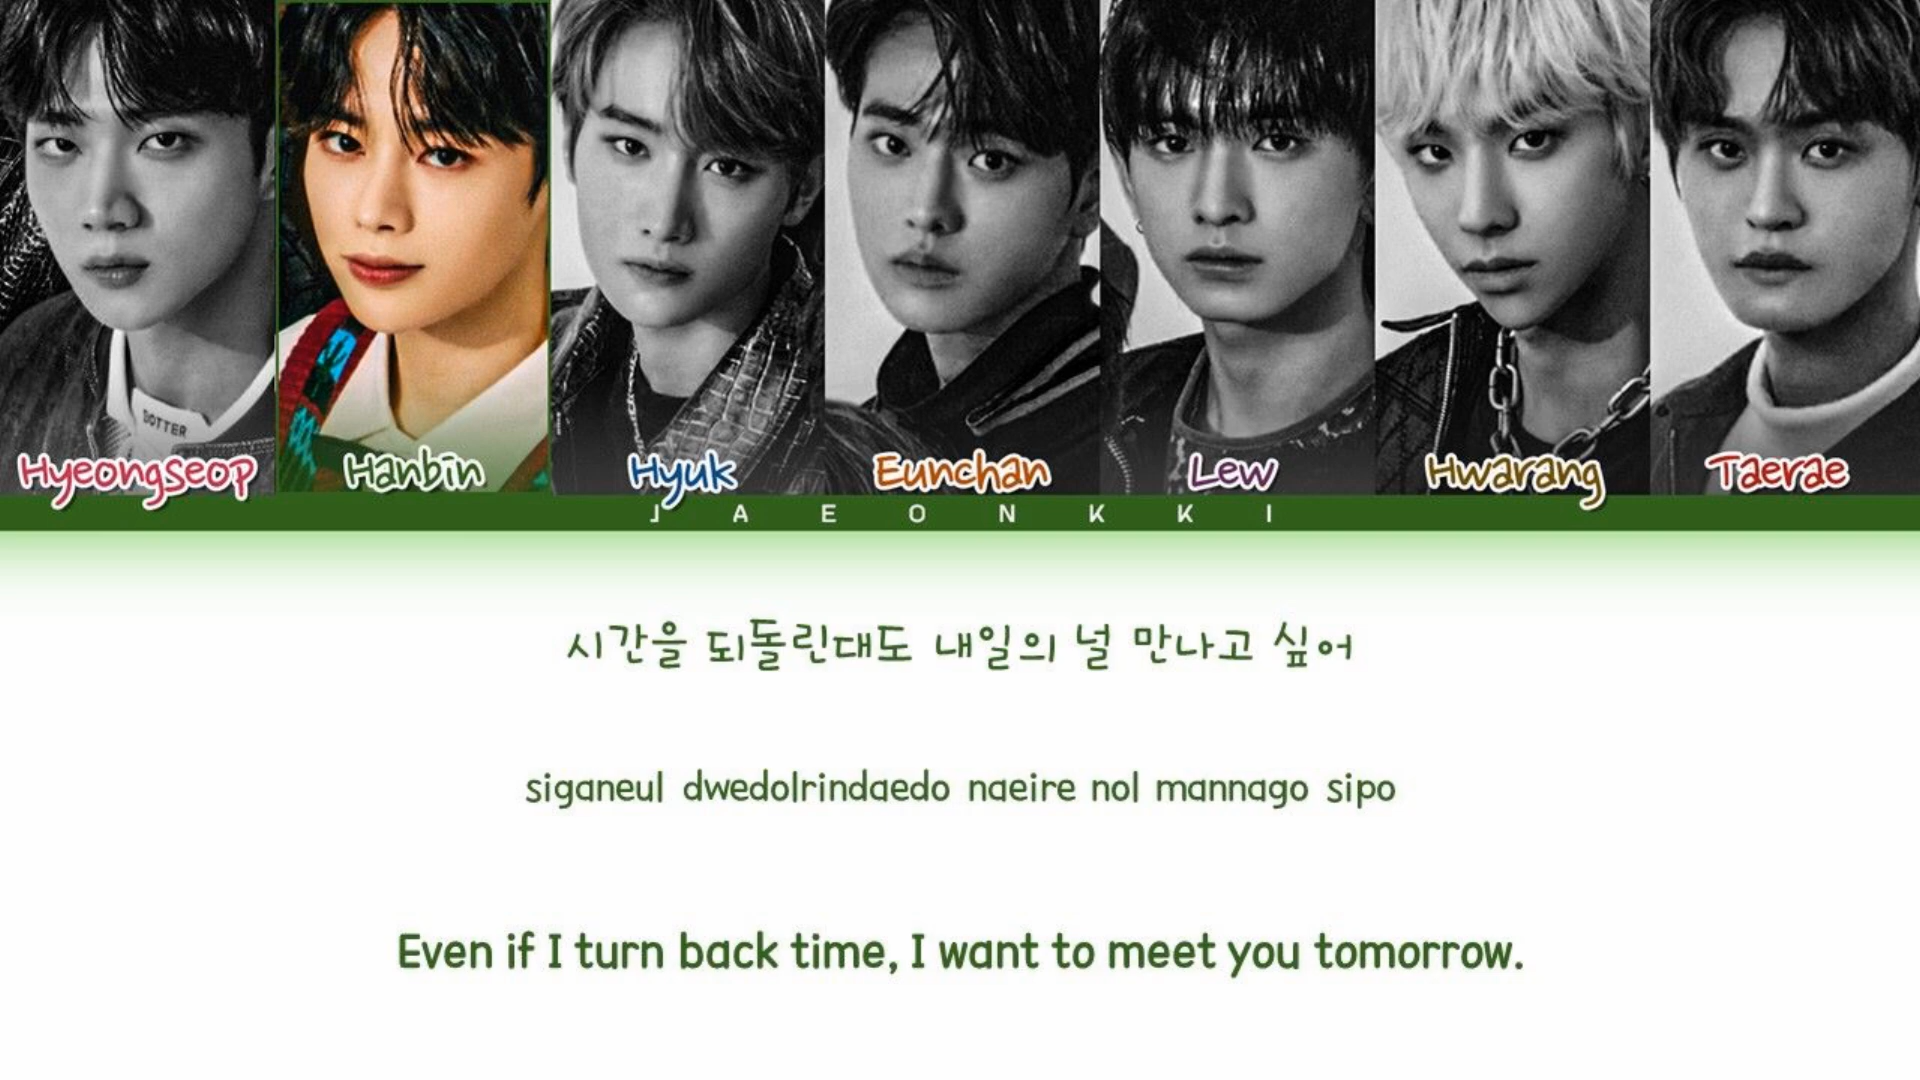 DOTTER
Hyeongseop Hanbin Hyuk Eunchan Lew Hwarang Taerae
JAEONKKI
시간을 되돌린대도 내일의 널 만나고 싶어
siganeul dwedolrindaedo naeire nol mannago sipo
Even if I turn back time, I want to meet you tomorrow.